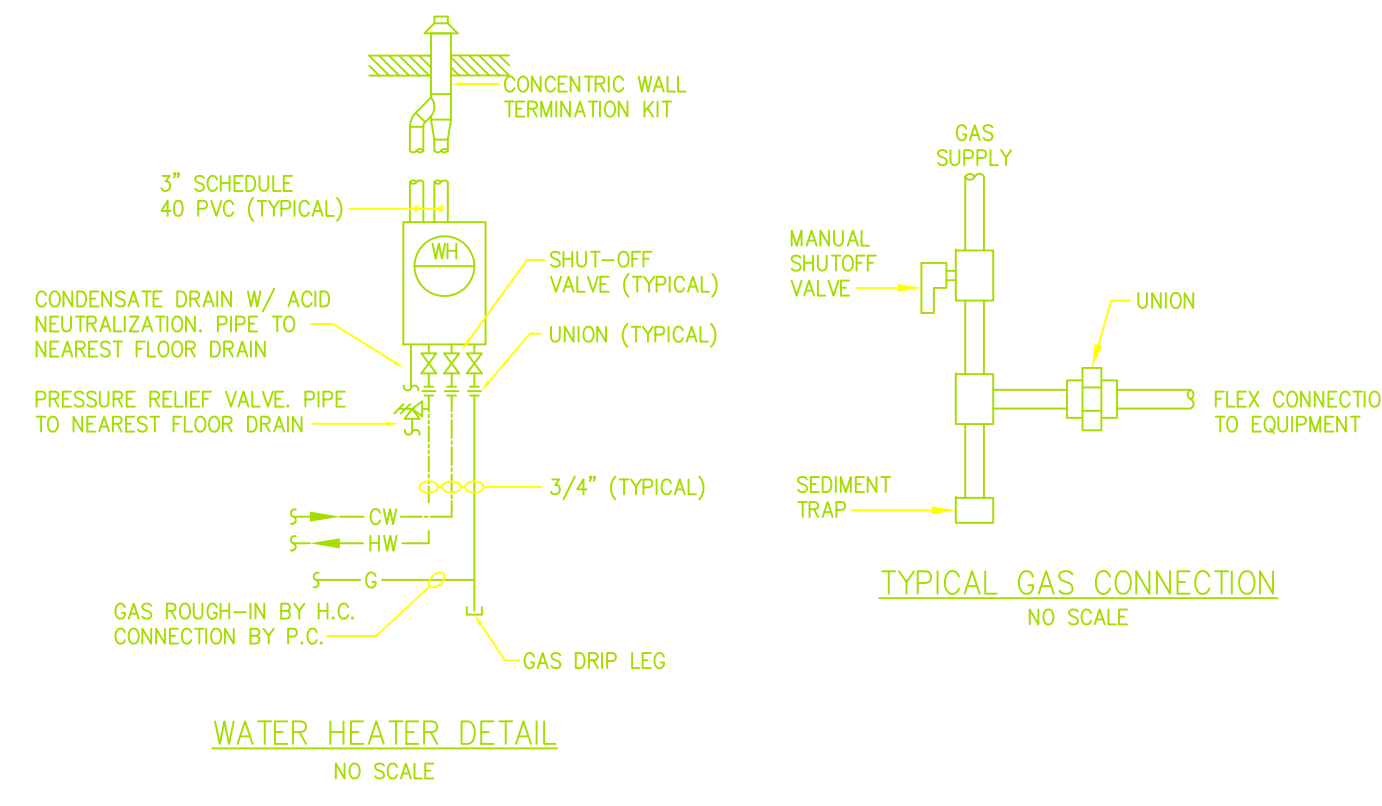 CONCENTRIC WALL
TERMINATION KIT
3" SCHEDULE
40 PVC (TYPICAL)
WH
SHUT-OFF
VALVE (TYPICAL)
CONDENSATE DRAIN W/ ACID
NEUTRALIZATION. PIPE TO
NEAREST FLOOR DRAIN
UNION (TYPICAL)
PRESSURE RELIEF VALVE. PIPE
TO NEAREST FLOOR DRAIN
3/4" (TYPICAL)
CW
HW
G
GAS ROUGH-IN BY H.C.
CONNECTION BY P.C.
GAS DRIP LEG
WATER HEATER DETAIL
NO SCALE
GAS
SUPPLY
MANUAL
SHUTOFF
VALVE
UNION
FLEX CONNECTIO
TO EQUIPMENT
SEDIMENT
TRAP
TYPICAL GAS CONNECTION
NO SCALE